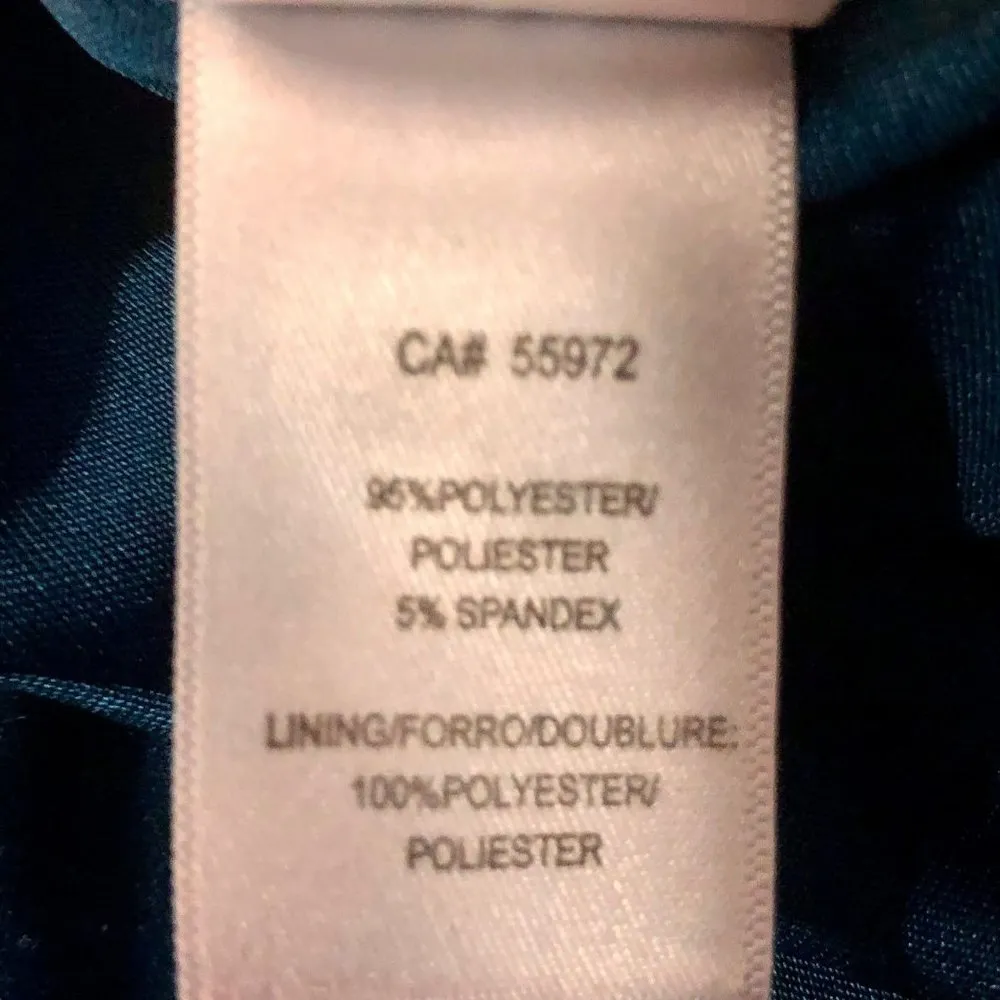 CA# 55972
95%POLYESTER/
POLIESTER
5% SPANDEX
LINING/FORRO/DOUBLURE:
100%POLYESTER/
POLIESTER